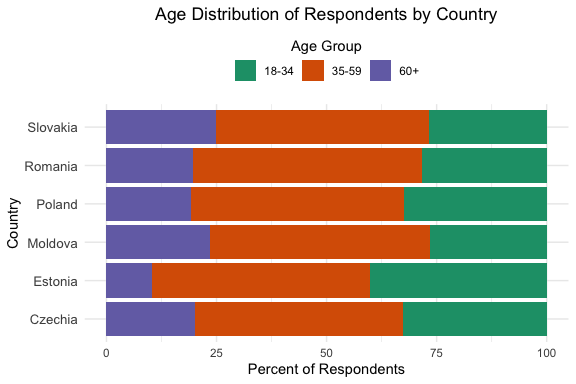 Age Distribution of Respondents by Country
Age Group
18-34 35-59 60+
Slovakia
Romania
Poland
Moldova
Estonia
Czechia
Country
0 25 50 75 100
Percent of Respondents